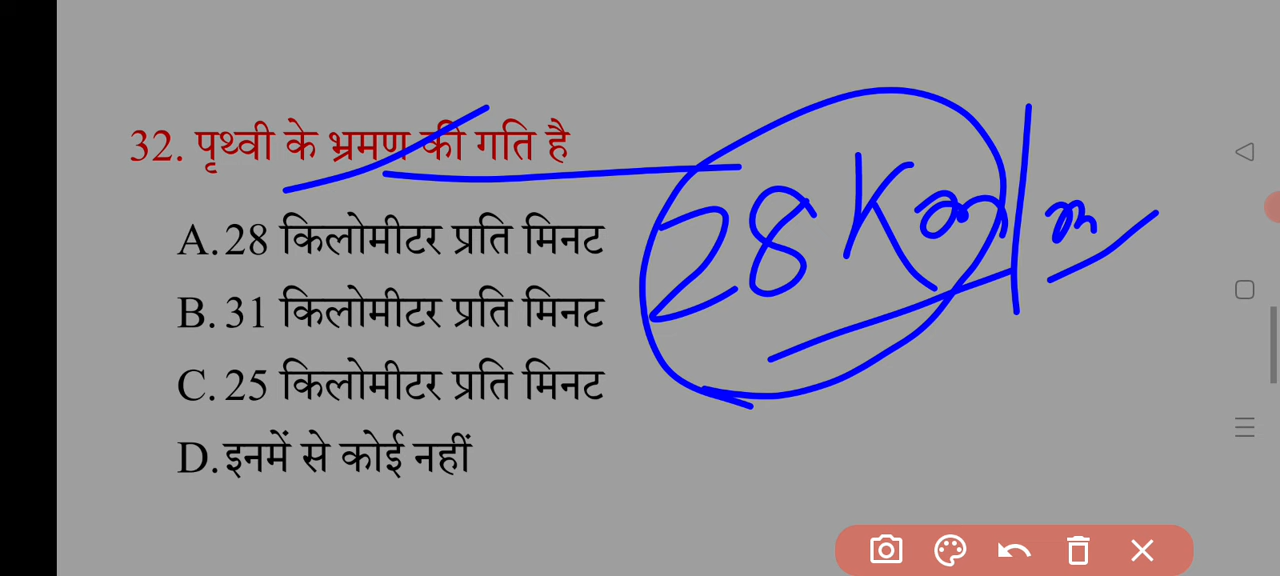 32. पृथ्वी के भ्रमण की गति है
A. 28 किलोमीटर प्रति मिनट
B. 31 किलोमीटर प्रति मिनट
C. 25 किलोमीटर प्रति मिनट
D. इनमें से कोई नहीं
28 Km/m